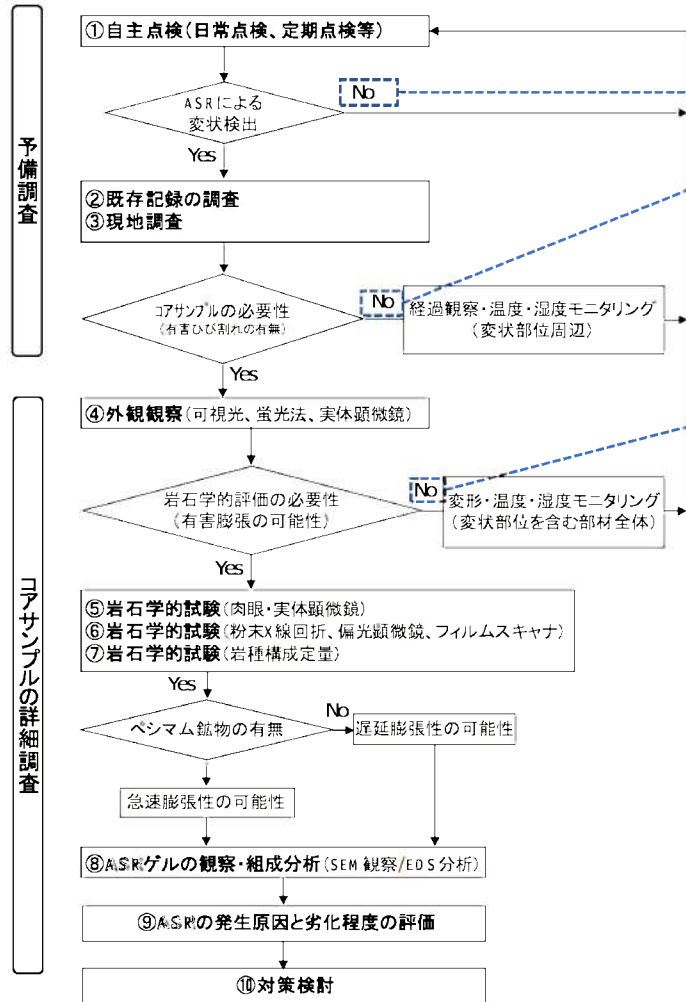 ①自主点検(日常点検、定期点検等)
No
ASRによる
変状検出
Yes
予備調査
②既存記録の調査
③現地調査
コアサンプルの必要性
(有害ひび割れの有無)
No
経過観察・温度・湿度モニタリング
(変状部位周辺)
Yes
④外観観察(可視光、蛍光法、実体顕微鏡)
岩石学的評価の必要性
(有害膨張の可能性)
No
変形・温度・湿度モニタリング
(変状部位を含む部材全体)
Yes
コアサンプルの詳細調査
⑤岩石学的試験(肉眼・実体顕微鏡)
⑥岩石学的試験(粉末X線回折、偏光顕微鏡、フィルムスキャナ)
⑦岩石学的試験(岩種構成定量)
Yes
ペシマム鉱物の有無
No
遅延膨張性の可能性
急速膨張性の可能性
⑧ASRゲルの観察・組成分析(SEM観察/EDS分析)
⑨ASRの発生原因と劣化程度の評価
⑩対策検討